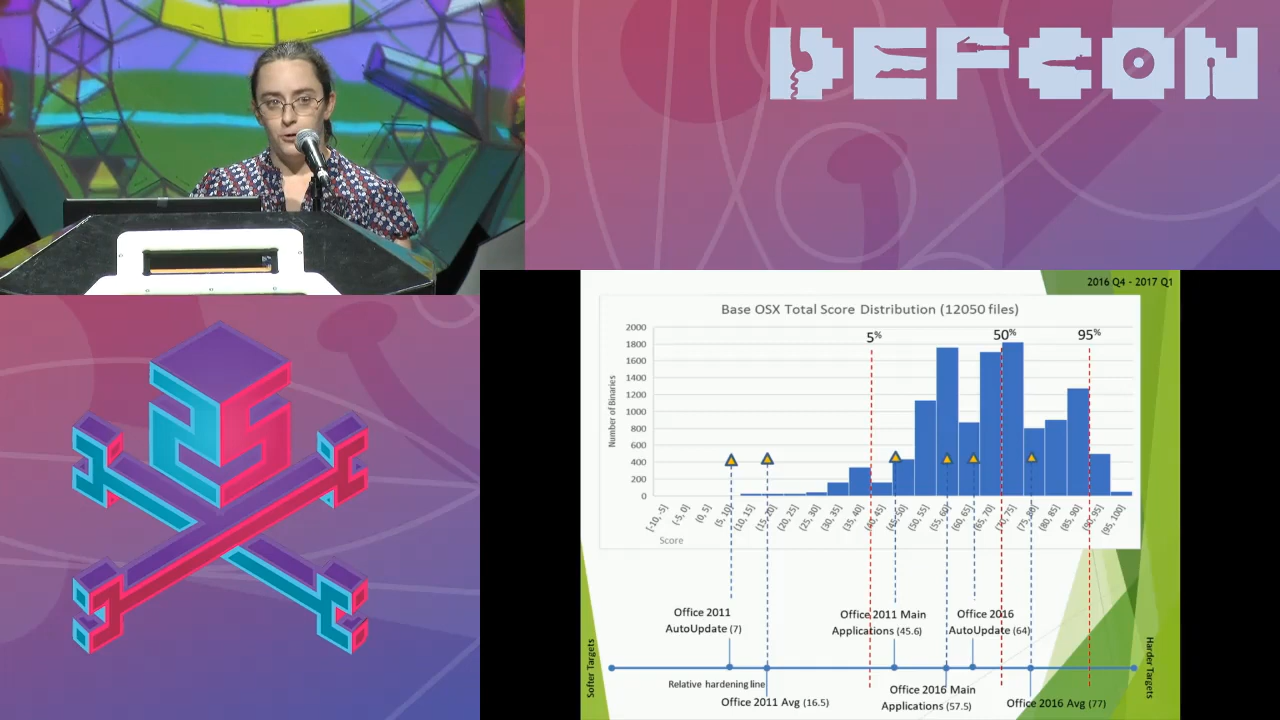 DEFCON
2016 Q4 - 2017 Q1
Base OSX Total Score Distribution (12050 files)
5%
50%
95%
Number of Binaries
2000
1800
1600
1400
1200
1000
800
600
400
200
0
[-10, -5]
(-5, 0]
(0, 5]
(5, 10]
(10, 15]
(15, 20]
(20, 25]
(25, 30]
(30, 35]
(35, 40]
(40, 45]
(45, 50]
(50, 55]
(55, 60]
(60, 65]
(65, 70]
(70, 75]
(75, 80]
(80, 85]
(85, 90]
(90, 95]
(95, 100]
Score
Office 2011
AutoUpdate (7)
Office 2011 Main
Applications (45.6)
Office 2016
AutoUpdate (64)
Softer Targets
Harder Targets
Relative hardening line
Office 2011 Avg (16.5)
Office 2016 Main
Applications (57.5)
Office 2016 Avg (77)